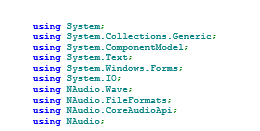 using System;
using System.Collections.Generic;
using System.ComponentModel;
using System.Text;
using System.Windows.Forms;
using System.IO;
using NAudio.Wave;
using NAudio.FileFormats;
using NAudio.CoreAudioApi;
using NAudio;